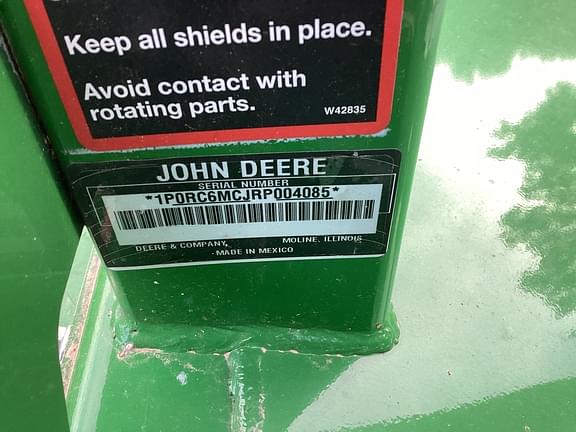 Keep all shields in place.
Avoid contact with
rotating parts.
W42835
JOHN DEERE
SERIAL NUMBER
*1P0RC6MCJRP004085*
DEERE & COMPANY, MOLINE, ILLINOIS
MADE IN MEXICO